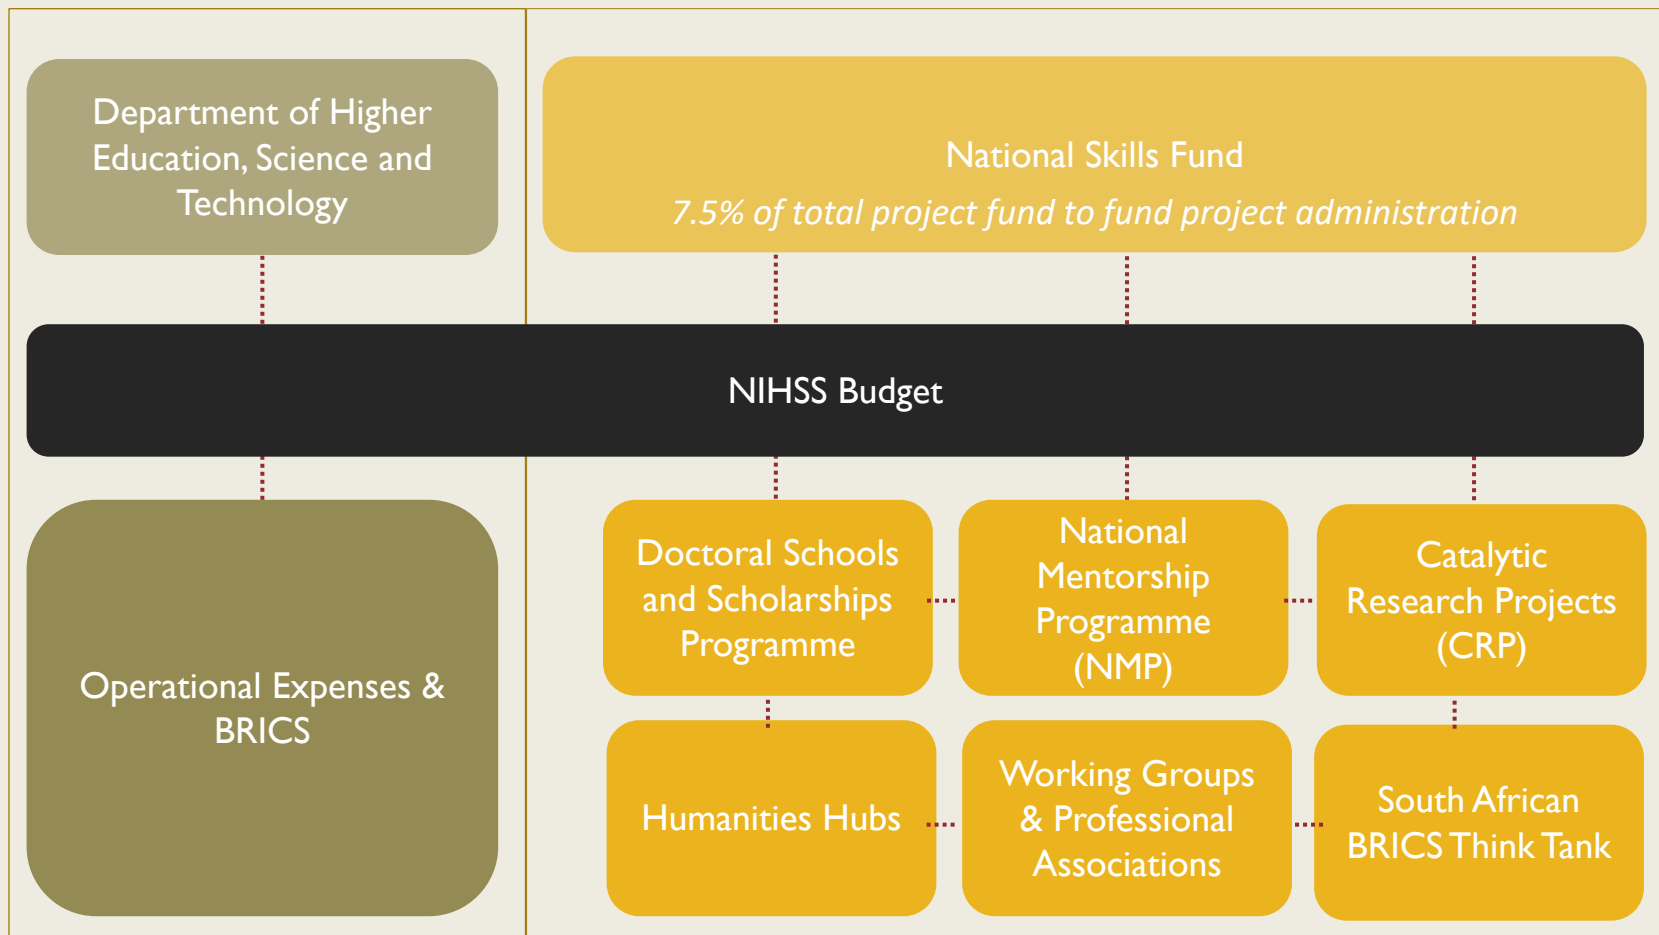 Department of Higher
Education, Science and
Technology
National Skills Fund
7.5% of total project fund to fund project administration
NIHSS Budget
Operational Expenses &
BRICS
Doctoral Schools
and Scholarships
Programme
National
Mentorship
Programme
(NMP)
Catalytic
Research Projects
(CRP)
Humanities Hubs
Working Groups
& Professional
Associations
South African
BRICS Think Tank